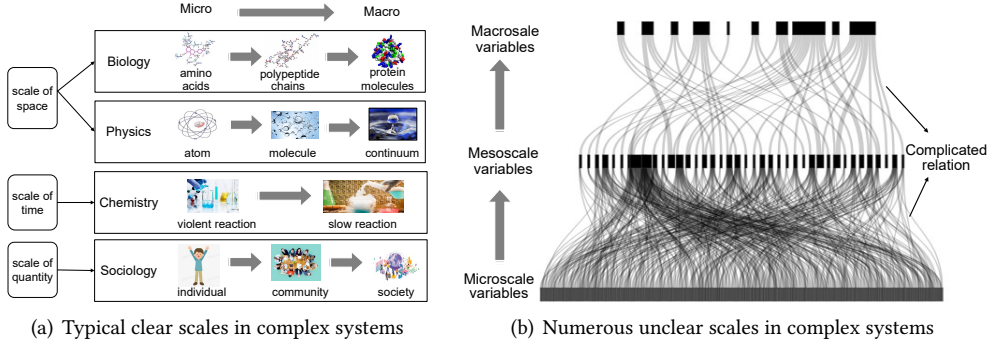 Micro
Macro
scale of
space
Biology
amino
acids
polypeptide
chains
protein
molecules
Physics
atom
molecule
continuum
scale of
time
Chemistry
violent reaction
slow reaction
scale of
quantity
Sociology
individual
community
society
(a) Typical clear scales in complex systems
Macrosale
variables
Mesoscale
variables
Microscale
variables
Complicated
relation
(b) Numerous unclear scales in complex systems